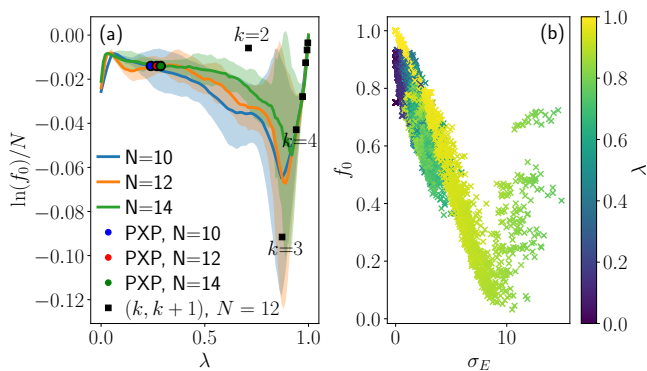 (a)
k=2
k=4
k=3
0.00
−0.02
−0.04
−0.06
−0.08
−0.10
−0.12
ln(f₀)/N
N=10
N=12
N=14
PXP, N=10
PXP, N=12
PXP, N=14
(k, k + 1), N = 12
0.0
0.5
1.0
λ
(b)
1.0
0.8
0.6
0.4
0.2
0.0
f₀
0
10
σ_E
1.0
0.8
0.6
0.4
0.2
0.0
λ